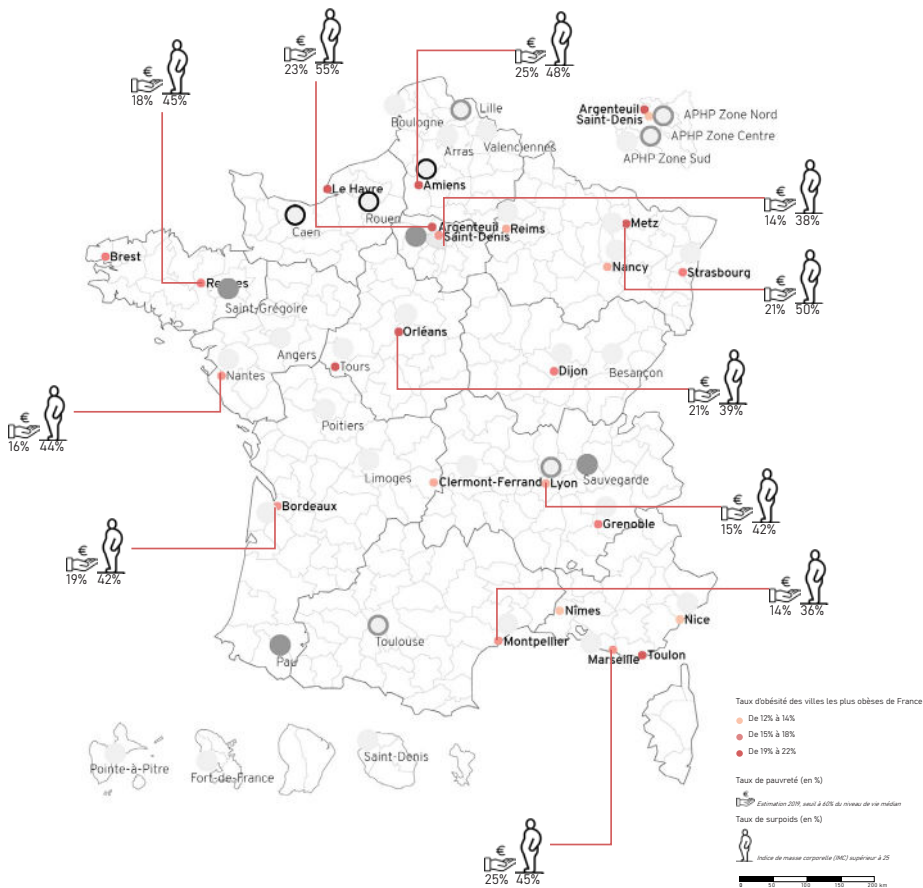 €
23% 55%
€
25% 48%
€
18% 45%
Lille
Boulogne
Arras
Valenciennes
Argenteuil
Saint-Denis
APHP Zone Nord
APHP Zone Centre
APHP Zone Sud
Le Havre
Amiens
Rouen
Caen
Argenteuil
Saint-Denis
Reims
Metz
€
14% 38%
Brest
Rennes
Saint-Grégoire
Nancy
Strasbourg
€
21% 50%
Angers
Orléans
Nantes
Tours
Dijon
Besançon
€
21% 39%
€
16% 44%
Poitiers
Limoges
Clermont-Ferrand
Lyon
Sauvegarde
Bordeaux
Grenoble
€
15% 42%
€
19% 42%
€
14% 36%
Nîmes
Nice
Toulouse
Montpellier
Marseille
Toulon
Pau
Pointe-à-Pitre
Fort-de-France
Saint-Denis
€
25% 45%
Taux d'obésité des villes les plus obèses de France
De 12% à 14%
De 15% à 18%
De 19% à 22%
Taux de pauvreté (en %)
€
Estimation 2019, seuil à 60% du niveau de vie médian
Taux de surpoids (en %)
Indice de masse corporelle (IMC) supérieur à 25
0 50 100 150 200 km